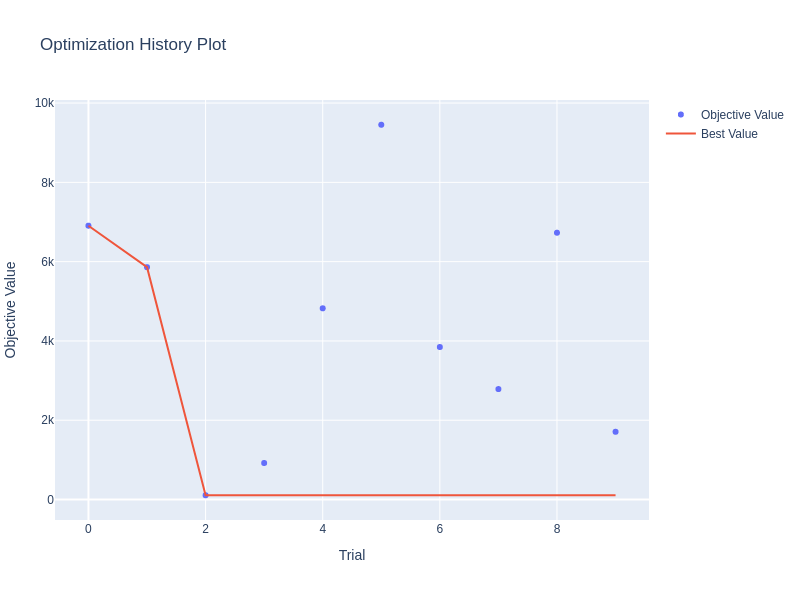 Optimization History Plot
Objective Value
Best Value
10k
8k
6k
4k
2k
0
Objective Value
0
2
4
6
8
Trial